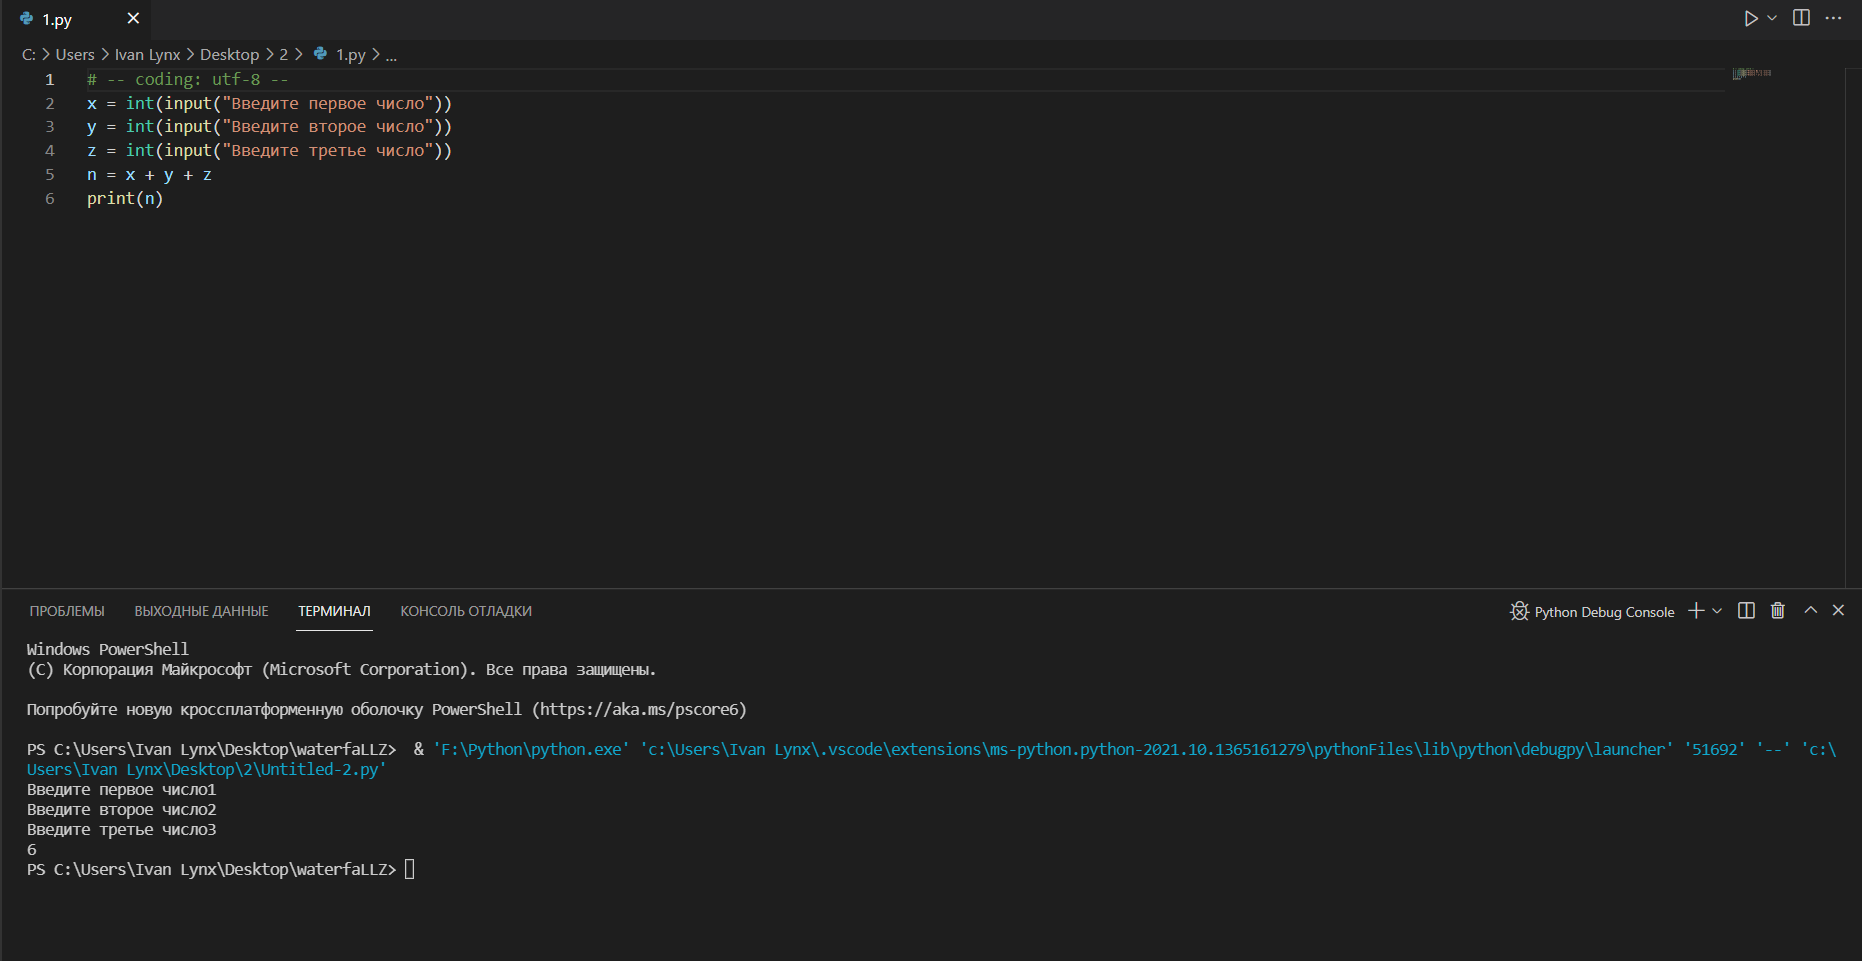 1.py
C: > Users > Ivan Lynx > Desktop > 2 > 1.py > ...
1 # -- coding: utf-8 --
2 x = int(input("Введите первое число"))
3 y = int(input("Введите второе число"))
4 z = int(input("Введите третье число"))
5 n = x + y + z
6 print(n)
ПРОБЛЕМЫ ВЫХОДНЫЕ ДАННЫЕ ТЕРМИНАЛ КОНСОЛЬ ОТЛАДКИ Python Debug Console
Windows PowerShell
(C) Корпорация Майкрософт (Microsoft Corporation). Все права защищены.
Попробуйте новую кроссплатформенную оболочку PowerShell (https://aka.ms/pscore6)
PS C:\Users\Ivan Lynx\Desktop\waterfaLLZ>  & 'F:\Python\python.exe' 'c:\Users\Ivan Lynx\.vscode\extensions\ms-python.python-2021.10.1365161279\pythonFiles\lib\python\debugpy\launcher' '51692' '--' 'c:\
Users\Ivan Lynx\Desktop\2\Untitled-2.py'
Введите первое число1
Введите второе число2
Введите третье число3
6
PS C:\Users\Ivan Lynx\Desktop\waterfaLLZ>